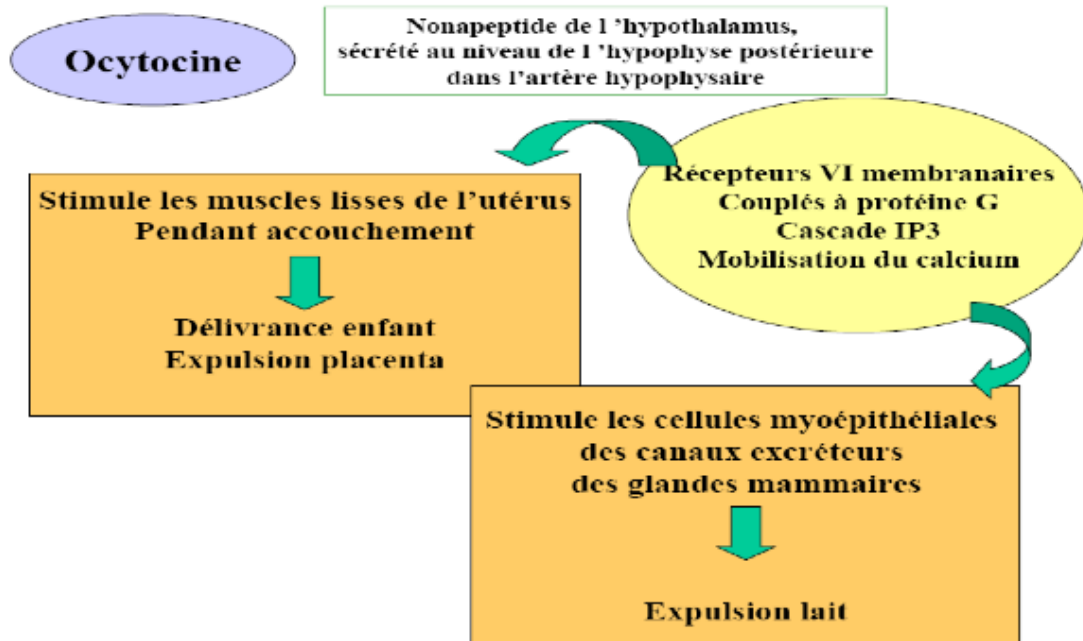 Ocytocine
Nonapeptide de l ’hypothalamus,
sécrété au niveau de l ’hypophyse postérieure
dans l’artère hypophysaire
Récepteurs VI membranaires
Couplés à protéine G
Cascade IP3
Mobilisation du calcium
Stimule les muscles lisses de l’utérus
Pendant accouchement
Délivrance enfant
Expulsion placenta
Stimule les cellules myoépithéliales
des canaux excréteurs
des glandes mammaires
Expulsion lait